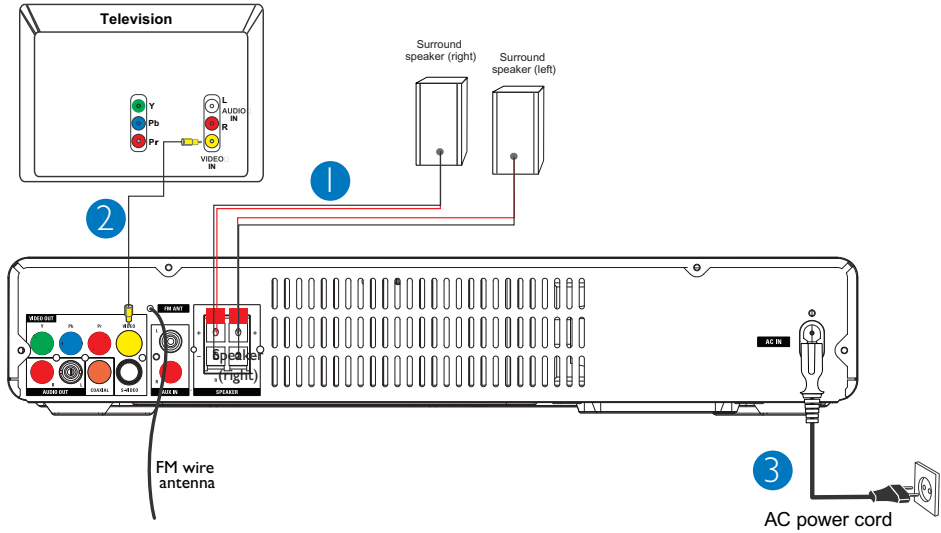 Television
Y
Pb
Pr
L
AUDIO
IN
R
VIDEO
IN
Surround
speaker (right)
Surround
speaker (left)
1
2
VIDEO OUT
Y
Pb
Pr
VIDEO
FM ANT
L
R
AUX IN
R
L
AUDIO OUT
COAXIAL
S-VIDEO
+
+
-
-
Speaker
(right)
SPEAKER
AC IN
FM wire
antenna
3
AC power cord